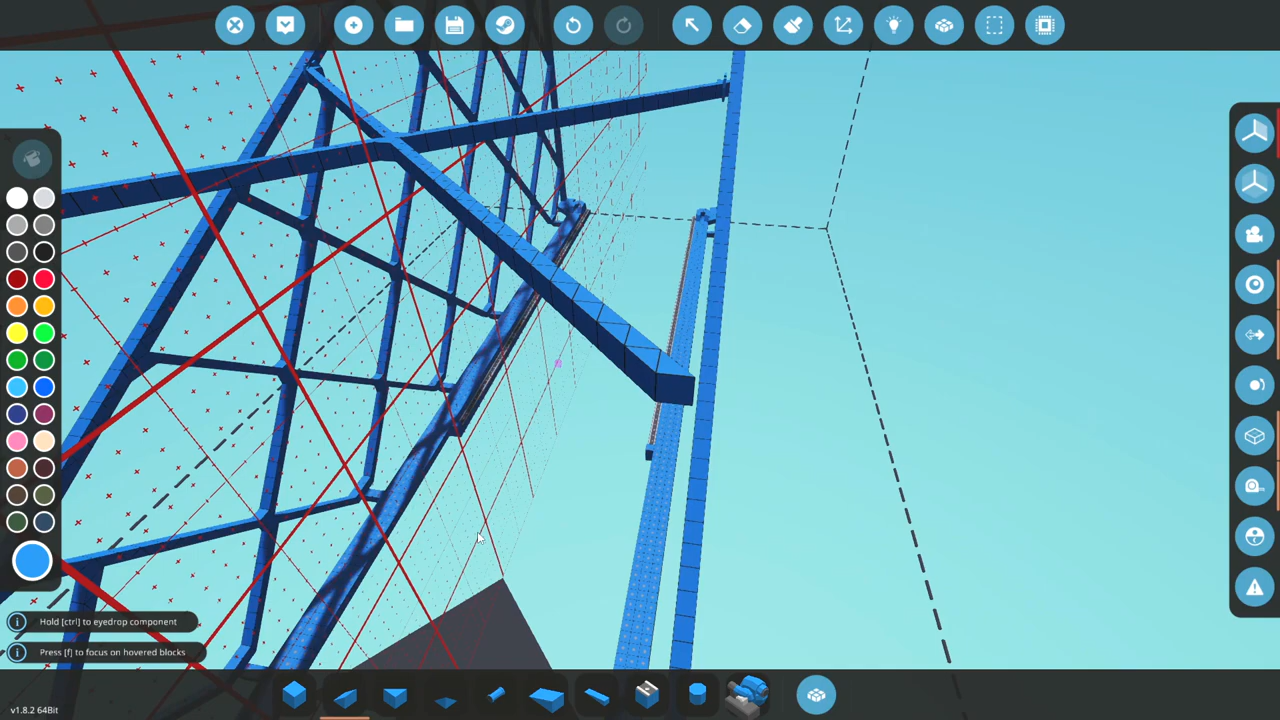 Hold [ctrl] to eyedrop component
Press [f] to focus on hovered blocks
v1.8.2 64Bit